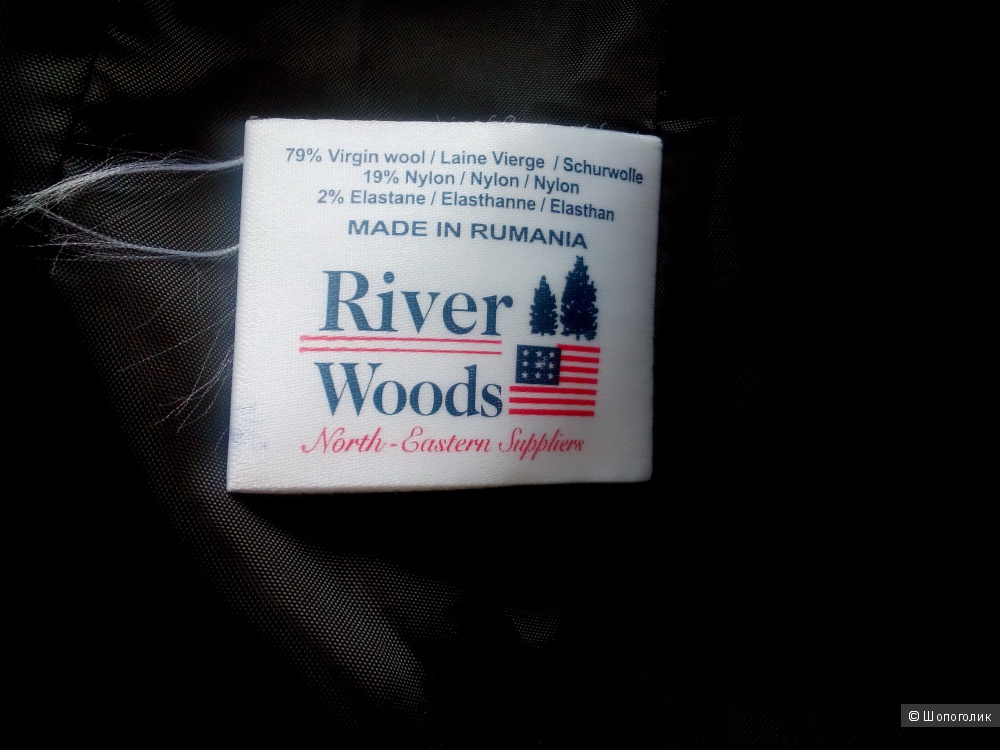 79% Virgin wool / Laine Vierge / Schurwolle
19% Nylon / Nylon / Nylon
2% Elastane / Elasthanne / Elasthan
MADE IN RUMANIA
River
Woods
North-Eastern Suppliers
© Шопоголик